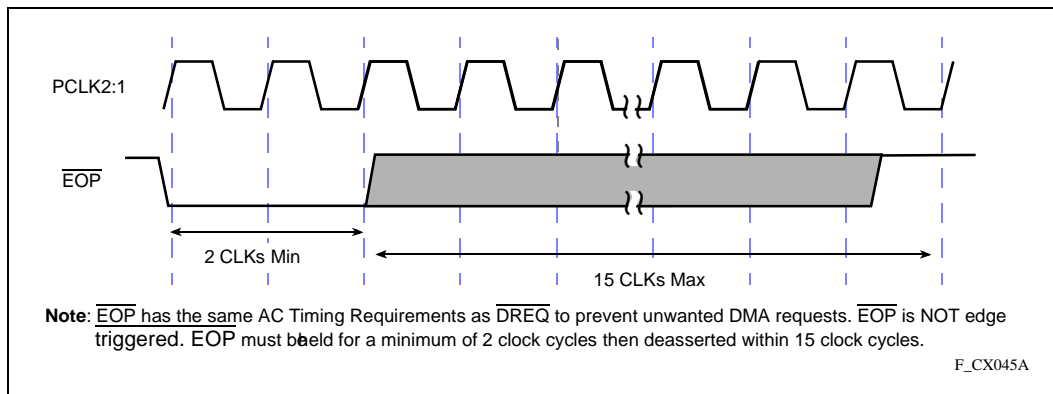 PCLK2:1
EOP
2 CLKs Min
15 CLKs Max
Note: EOP has the same AC Timing Requirements as DREQ to prevent unwanted DMA requests. EOP is NOT edge
triggered. EOP must be held for a minimum of 2 clock cycles then deasserted within 15 clock cycles.
F_CX045A